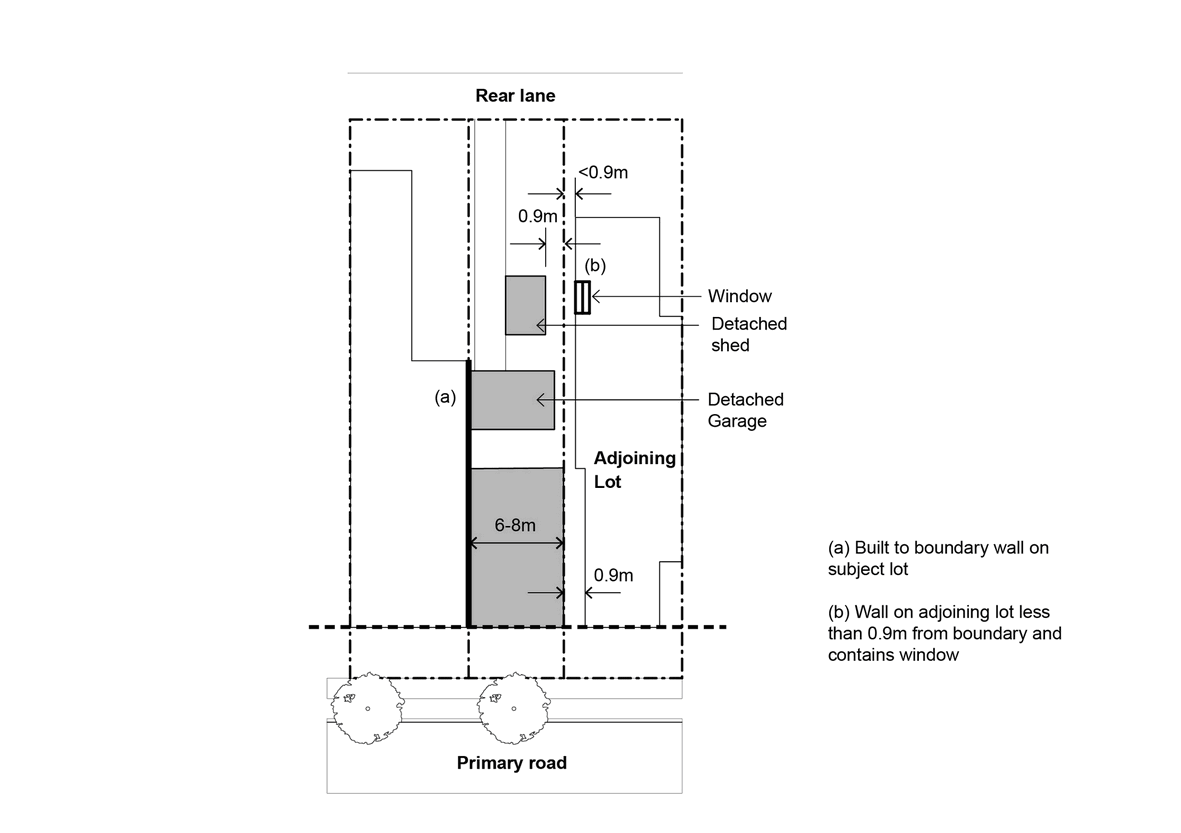 Rear lane
<0.9m
0.9m
(b)
Window
Detached
shed
(a)
Detached
Garage
Adjoining
Lot
6-8m
0.9m
(a) Built to boundary wall on
subject lot
(b) Wall on adjoining lot less
than 0.9m from boundary and
contains window
Primary road